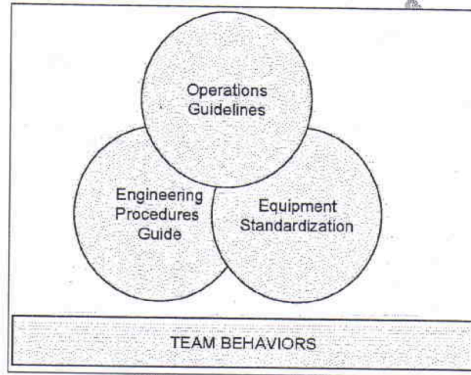 Operations
Guidelines
Engineering
Procedures
Guide
Equipment
Standardization
TEAM BEHAVIORS